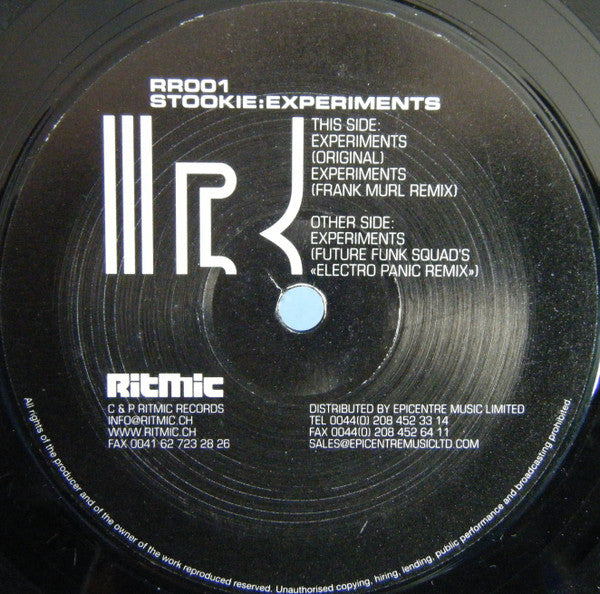 RR001
STOOKIE:EXPERIMENTS
THIS SIDE:
EXPERIMENTS
(ORIGINAL)
EXPERIMENTS
(FRANK MURL REMIX)
OTHER SIDE:
EXPERIMENTS
(FUTURE FUNK SQUAD'S
«ELECTRO PANIC REMIX»)
RITMIC
C & P RITMIC RECORDS
INFO@RITMIC.CH
WWW.RITMIC.CH
FAX 0041 62 723 28 26
DISTRIBUTED BY EPICENTRE MUSIC LIMITED
TEL 0044(0) 208 452 33 14
FAX 0044(0) 208 452 64 11
SALES@EPICENTREMUSICLTD.COM
All rights of the producer and of the owner of the work reproduced reserved. Unauthorised copying, hiring, lending, public performance and broadcasting prohibited.